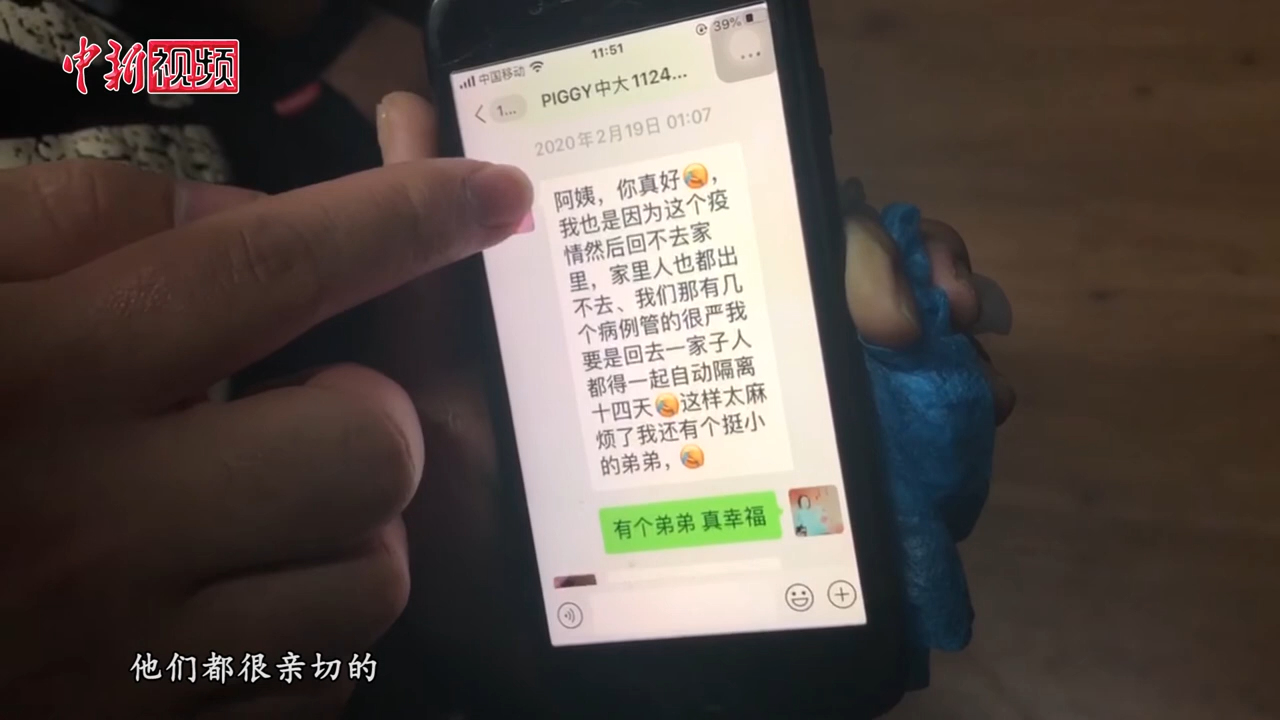 中新视频
中国移动
11:51
39%
1...
PIGGY中大1124...
2020年2月19日 01:07
阿姨，你真好，
我也是因为这个疫
情然后回不去家
里，家里人也都出
不去、我们那有几
个病例管的很严我
要是回去一家子人
都得一起自动隔离
十四天这样太麻
烦了我还有个挺小
的弟弟，
有个弟弟 真幸福
他们都很亲切的